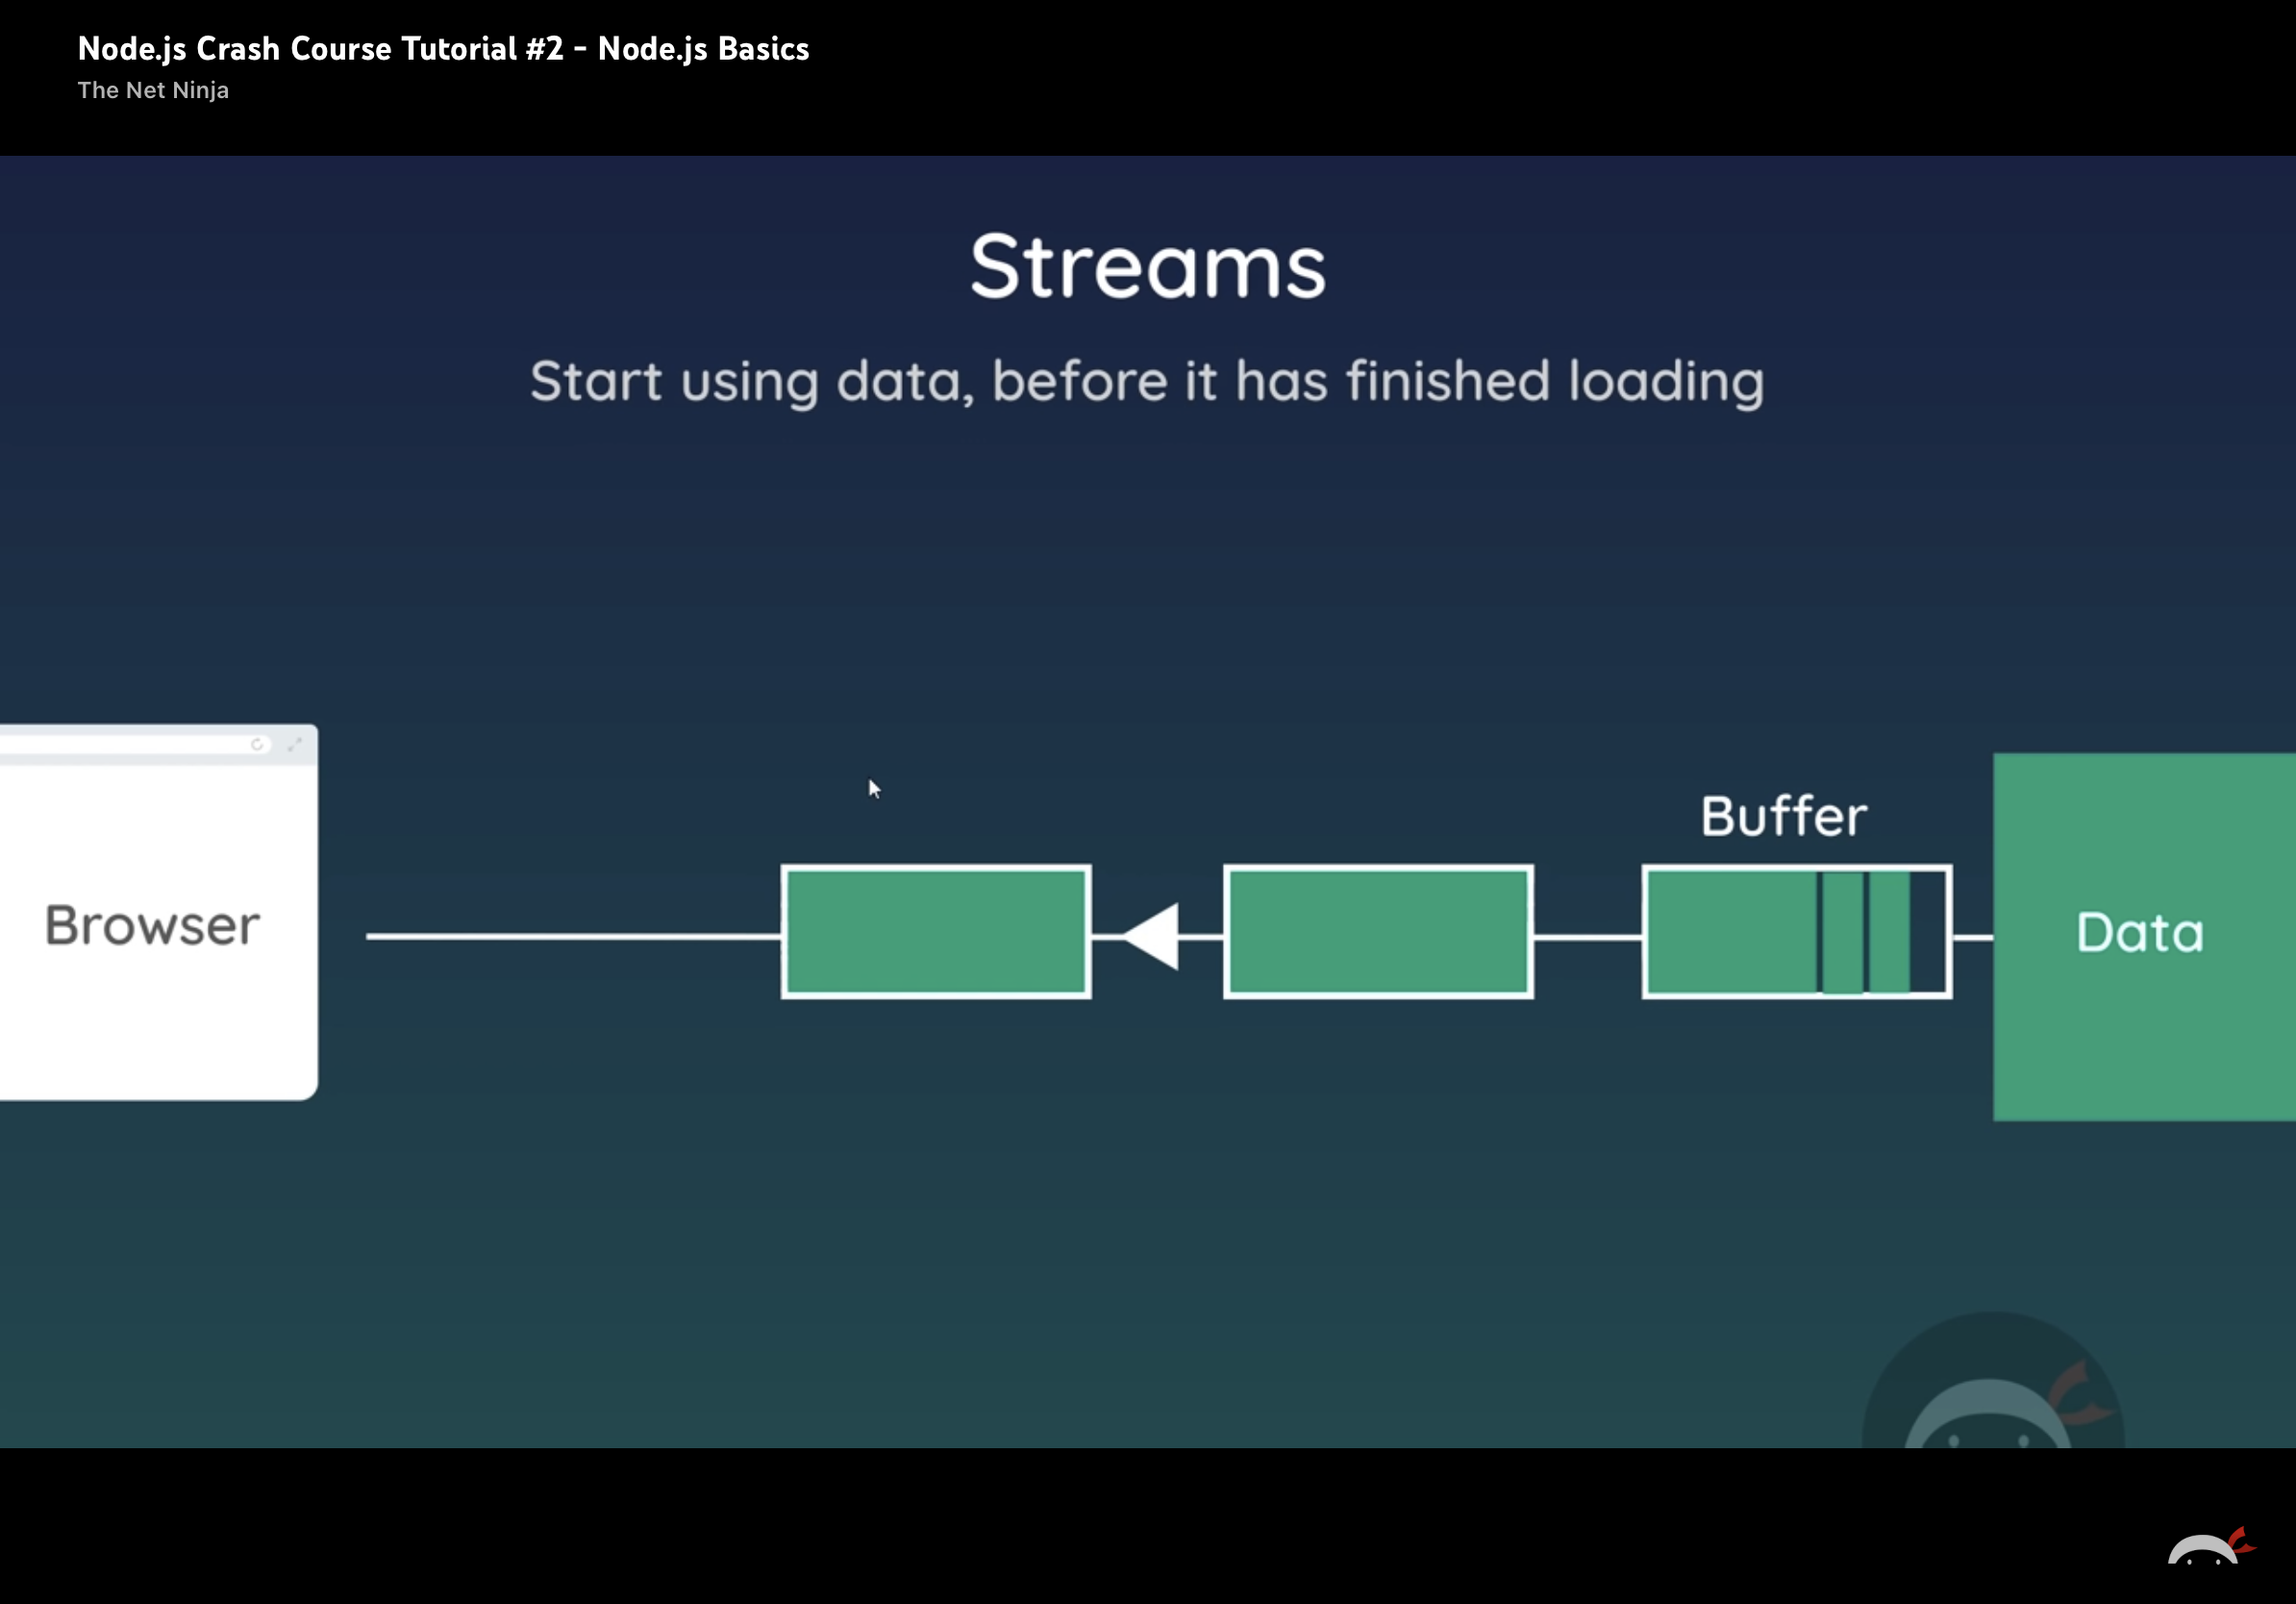 Node.js Crash Course Tutorial #2 - Node.js Basics
The Net Ninja
Streams
Start using data, before it has finished loading
Buffer
Browser
Data